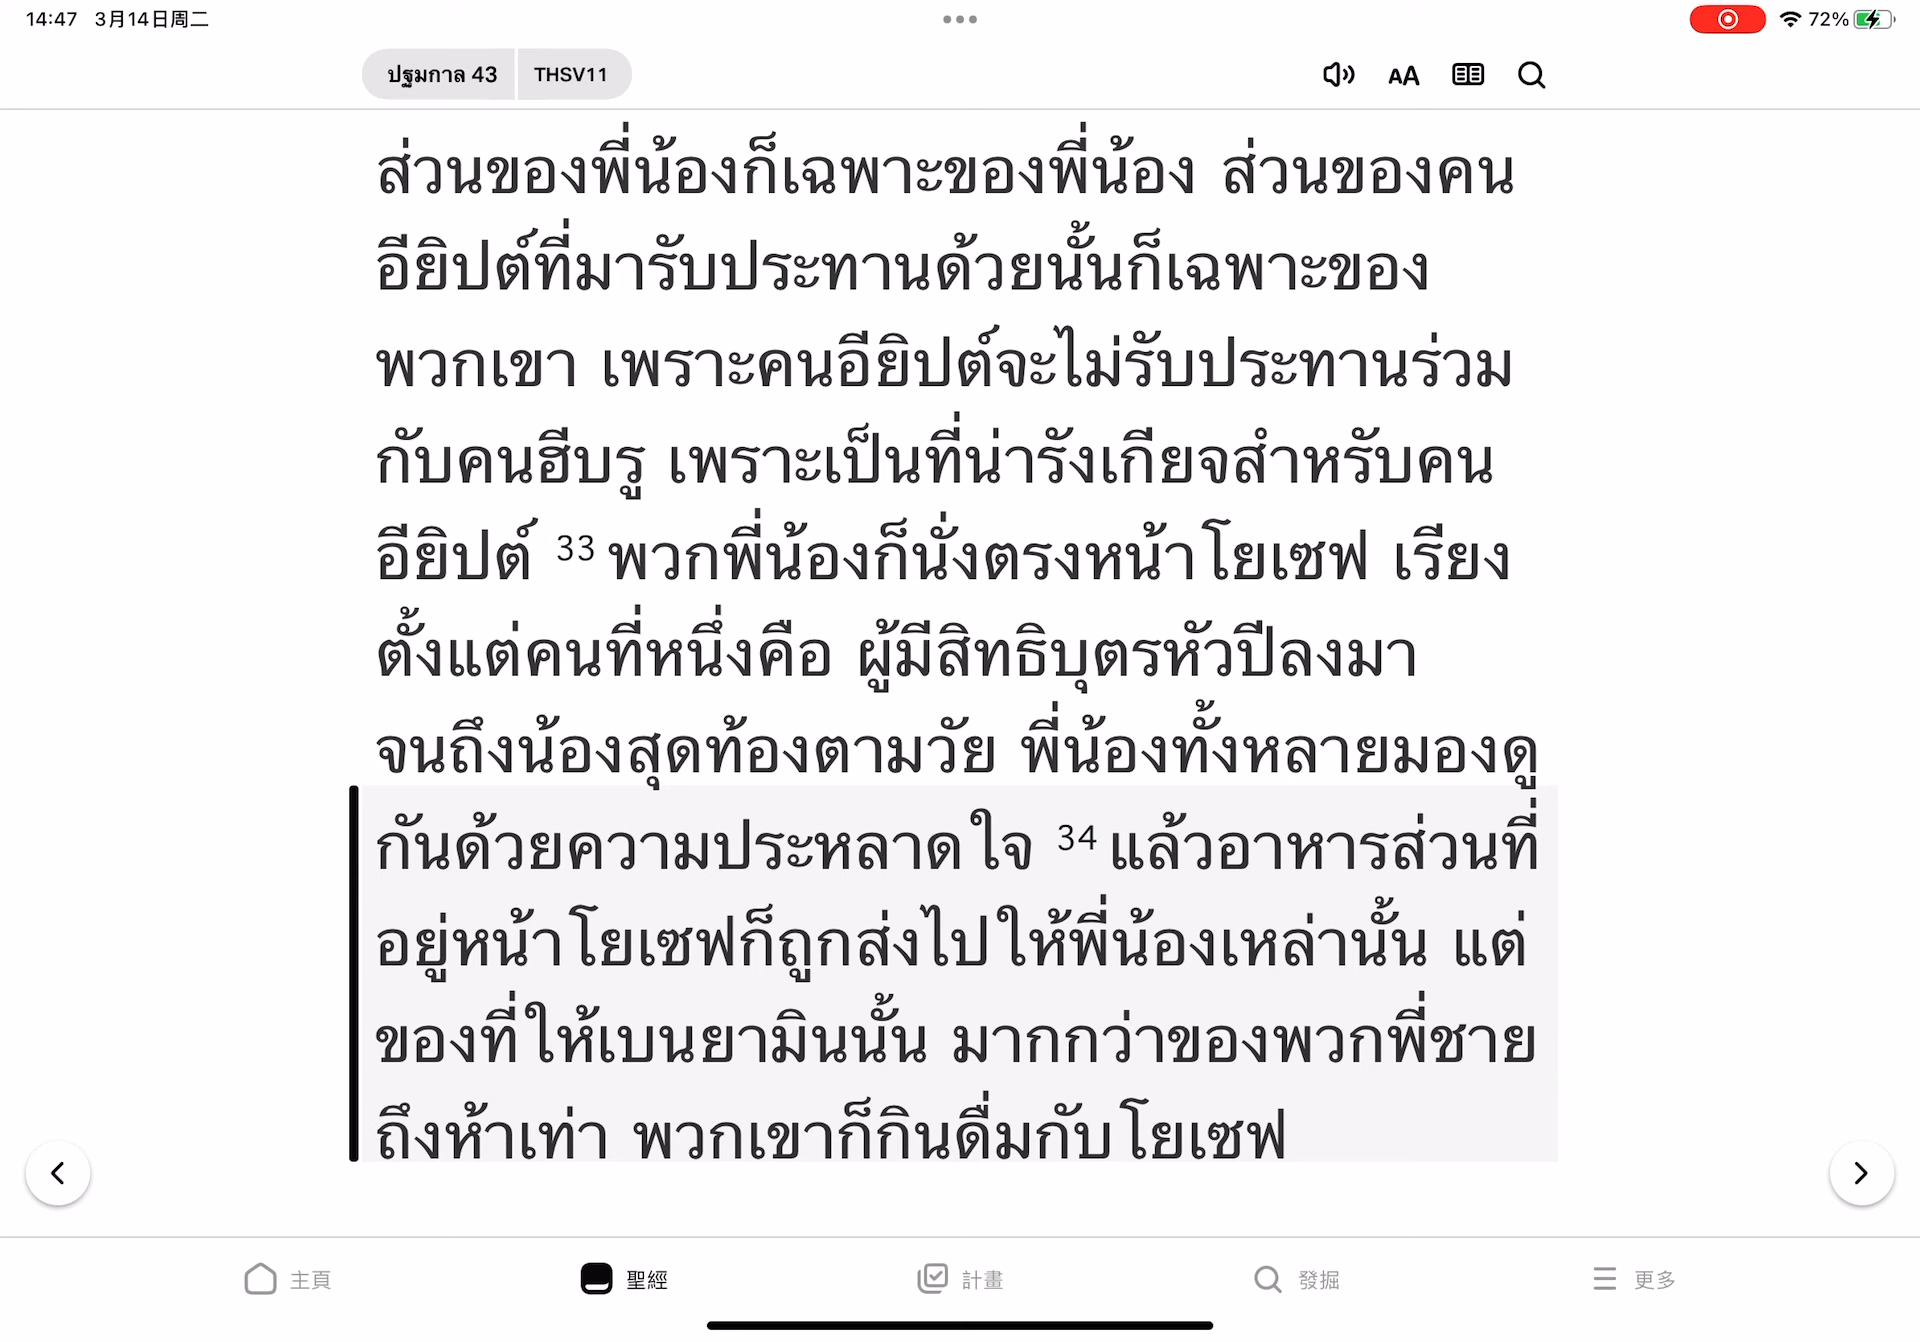 14:47 3月14日周二
72%
ปฐมกาล 43 THSV11
AA
ส่วนของพี่น้องก็เฉพาะของพี่น้อง ส่วนของคน
อียิปต์ที่มารับประทานด้วยนั้นก็เฉพาะของ
พวกเขา เพราะคนอียิปต์จะไม่รับประทานร่วม
กับคนฮีบรู เพราะเป็นที่น่ารังเกียจสำหรับคน
อียิปต์ 33 พวกพี่น้องก็นั่งตรงหน้าโยเซฟ เรียง
ตั้งแต่คนที่หนึ่งคือ ผู้มีสิทธิบุตรหัวปีลงมา
จนถึงน้องสุดท้องตามวัย พี่น้องทั้งหลายมองดู
กันด้วยความประหลาดใจ 34 แล้วอาหารส่วนที่
อยู่หน้าโยเซฟก็ถูกส่งไปให้พี่น้องเหล่านั้น แต่
ของที่ให้เบนยามินนั้น มากกว่าของพวกพี่ชาย
ถึงห้าเท่า พวกเขาก็กินดื่มกับโยเซฟ
主頁 聖經 計畫 發掘 更多